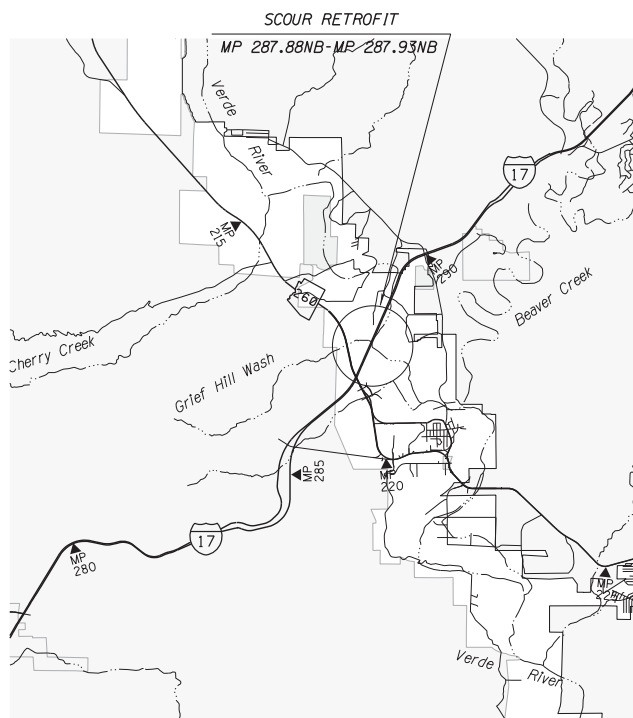 SCOUR RETROFIT
MP 287.88NB-MP 287.93NB
Verde
River
17
MP
215
MP
290
260
Beaver Creek
Cherry Creek
Grief Hill Wash
MP
285
MP
220
17
MP
280
MP
Verde
River